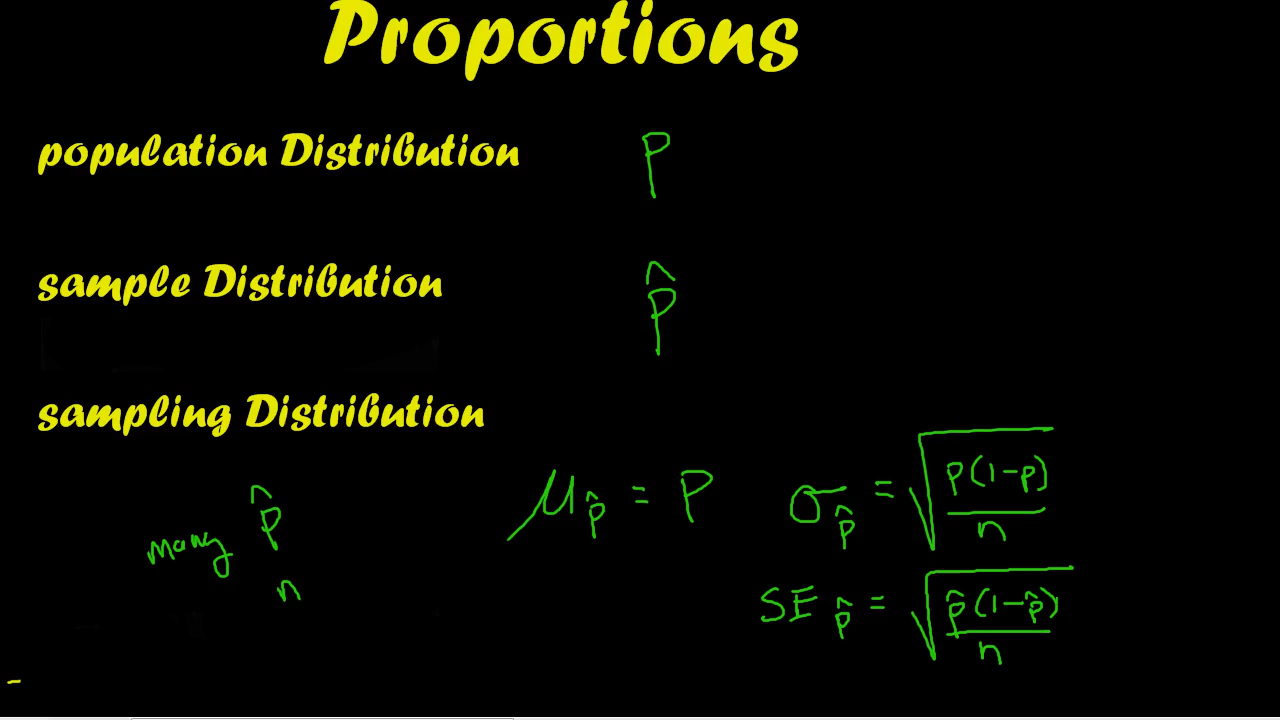 Proportions
population Distribution P
sample Distribution p̂
sampling Distribution
many p̂
n
μp̂ = P
σp̂ = √(p(1-p)/n)
SEp̂ = √(p̂(1-p̂)/n)